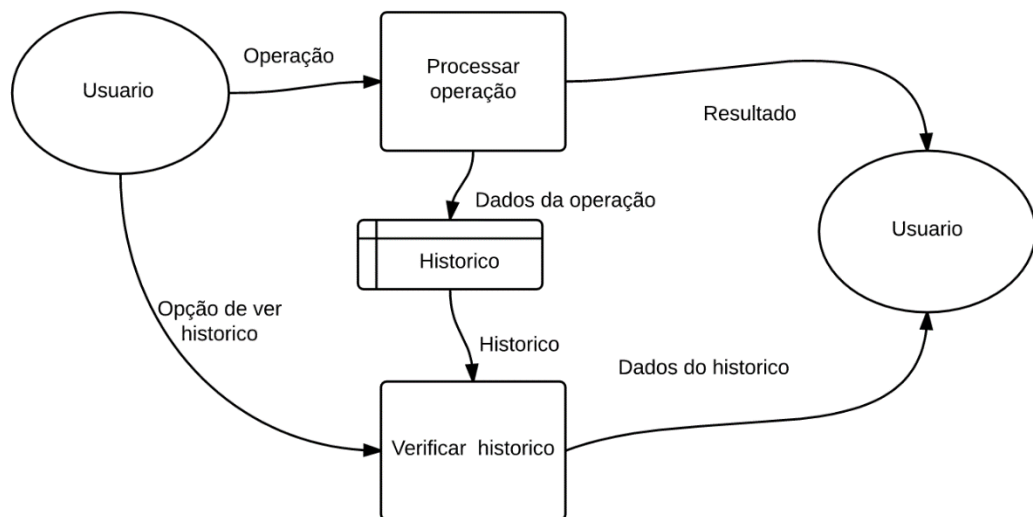 Operação
Usuario
Processar
operação
Resultado
Dados da operação
Usuario
Historico
Opção de ver
historico
Historico
Dados do historico
Verificar historico